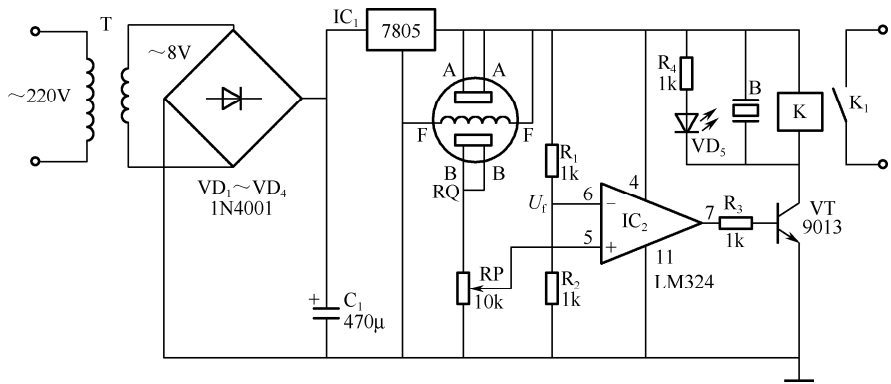 T
~220V
~8V
VD₁~VD₄
1N4001
IC₁
7805
C₁
470μ
+
A A
F F
B B
RQ
RP
10k
R₁
1k
R₂
1k
U_f
6
5
−
+
IC₂
4
7
11
LM324
R₃
1k
R₄
1k
VD₅
B
K
K₁
VT
9013